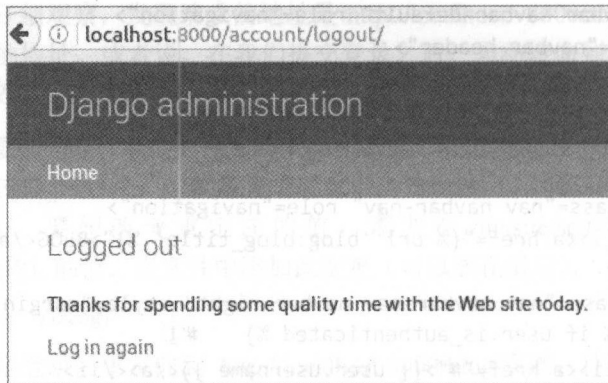 localhost:8000/account/logout/
Django administration
Home
Logged out
Thanks for spending some quality time with the Web site today.
Log in again